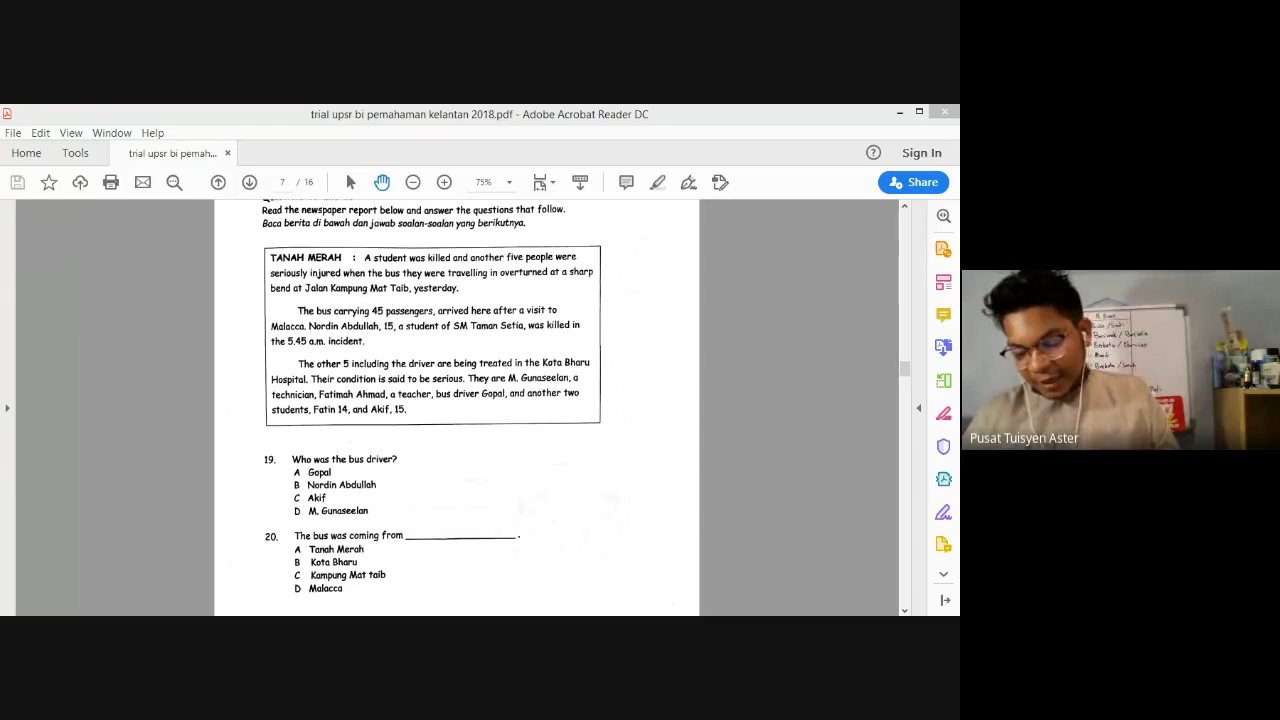 trial upsr bi pemahaman kelantan 2018.pdf - Adobe Acrobat Reader DC
File Edit View Window Help
Home Tools trial upsr bi pemah... × Sign In
7 / 16 75% Share
Read the newspaper report below and answer the questions that follow.
Baca berita di bawah dan jawab soalan-soalan yang berikutnya.
TANAH MERAH : A student was killed and another five people were
seriously injured when the bus they were travelling in overturned at a sharp
bend at Jalan Kampung Mat Taib, yesterday.
The bus carrying 45 passengers, arrived here after a visit to
Malacca. Nordin Abdullah, 15, a student of SM Taman Setia, was killed in
the 5.45 a.m. incident.
The other 5 including the driver are being treated in the Kota Bharu
Hospital. Their condition is said to be serious. They are M. Gunaseelan, a
technician, Fatimah Ahmad, a teacher, bus driver Gopal, and another two
students, Fatin 14, and Akif, 15.
19. Who was the bus driver?
A Gopal
B Nordin Abdullah
C Akif
D M. Gunaseelan
20. The bus was coming from ____________________ .
A Tanah Merah
B Kota Bharu
C Kampung Mat taib
D Malacca
Pusat Tuisyen Aster